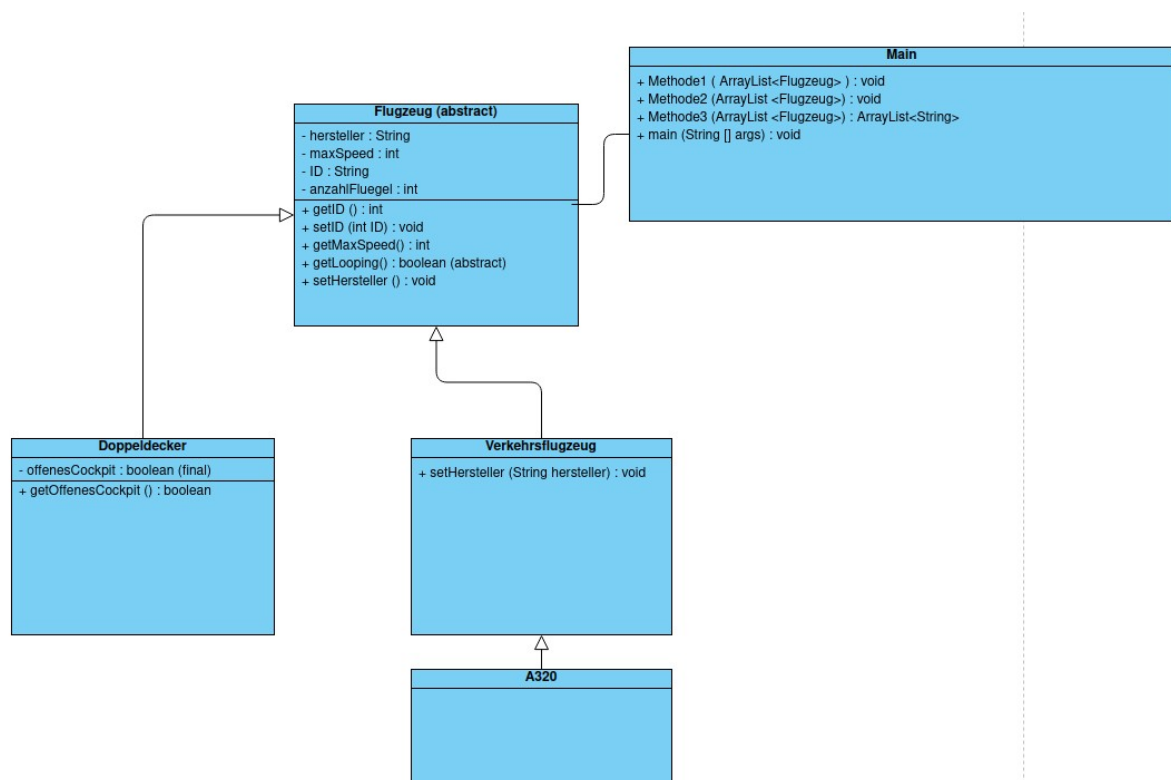 Main
+ Methode1 ( ArrayList<Flugzeug> ) : void
+ Methode2 (ArrayList <Flugzeug>) : void
+ Methode3 (ArrayList <Flugzeug>) : ArrayList<String>
+ main (String [] args) : void
Flugzeug (abstract)
- hersteller : String
- maxSpeed : int
- ID : String
- anzahlFluegel : int
+ getID () : int
+ setID (int ID) : void
+ getMaxSpeed() : int
+ getLooping() : boolean (abstract)
+ setHersteller () : void
Doppeldecker
- offenesCockpit : boolean (final)
+ getOffenesCockpit () : boolean
Verkehrsflugzeug
+ setHersteller (String hersteller) : void
A320